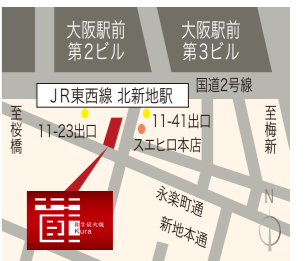 大阪駅前
第2ビル
大阪駅前
第3ビル
国道2号線
JR東西線 北新地駅
至桜橋
11-23出口
11-41出口
スエヒロ本店
至梅新
永楽町通
新地本通
N
蔵
Kura